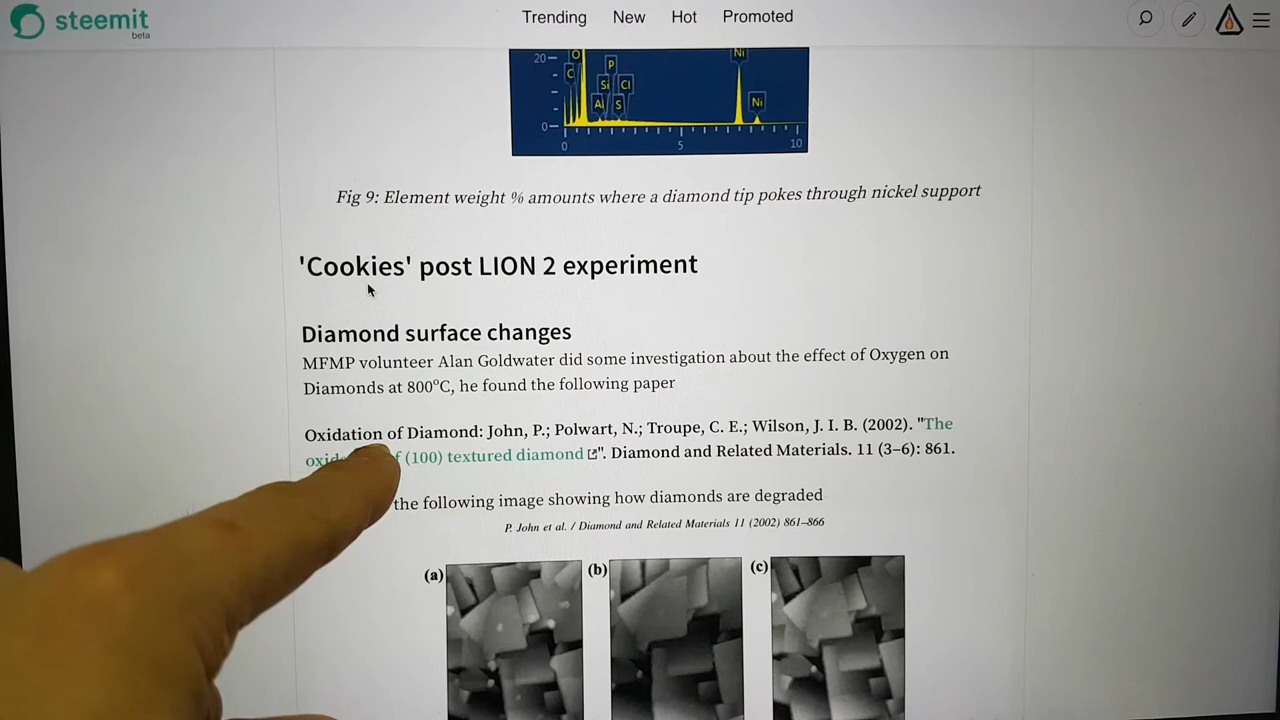 steemit
beta
Trending New Hot Promoted
20
O
P
Ni
C
Si Cl
Al S
Ni
0
0 5 10
Fig 9: Element weight % amounts where a diamond tip pokes through nickel support
'Cookies' post LION 2 experiment
Diamond surface changes
MFMP volunteer Alan Goldwater did some investigation about the effect of Oxygen on
Diamonds at 800°C, he found the following paper
Oxidation of Diamond: John, P.; Polwart, N.; Troupe, C. E.; Wilson, J. I. B. (2002). "The
(100) textured diamond". Diamond and Related Materials. 11 (3–6): 861.
the following image showing how diamonds are degraded
P. John et al. / Diamond and Related Materials 11 (2002) 861–866
(a) (b) (c)